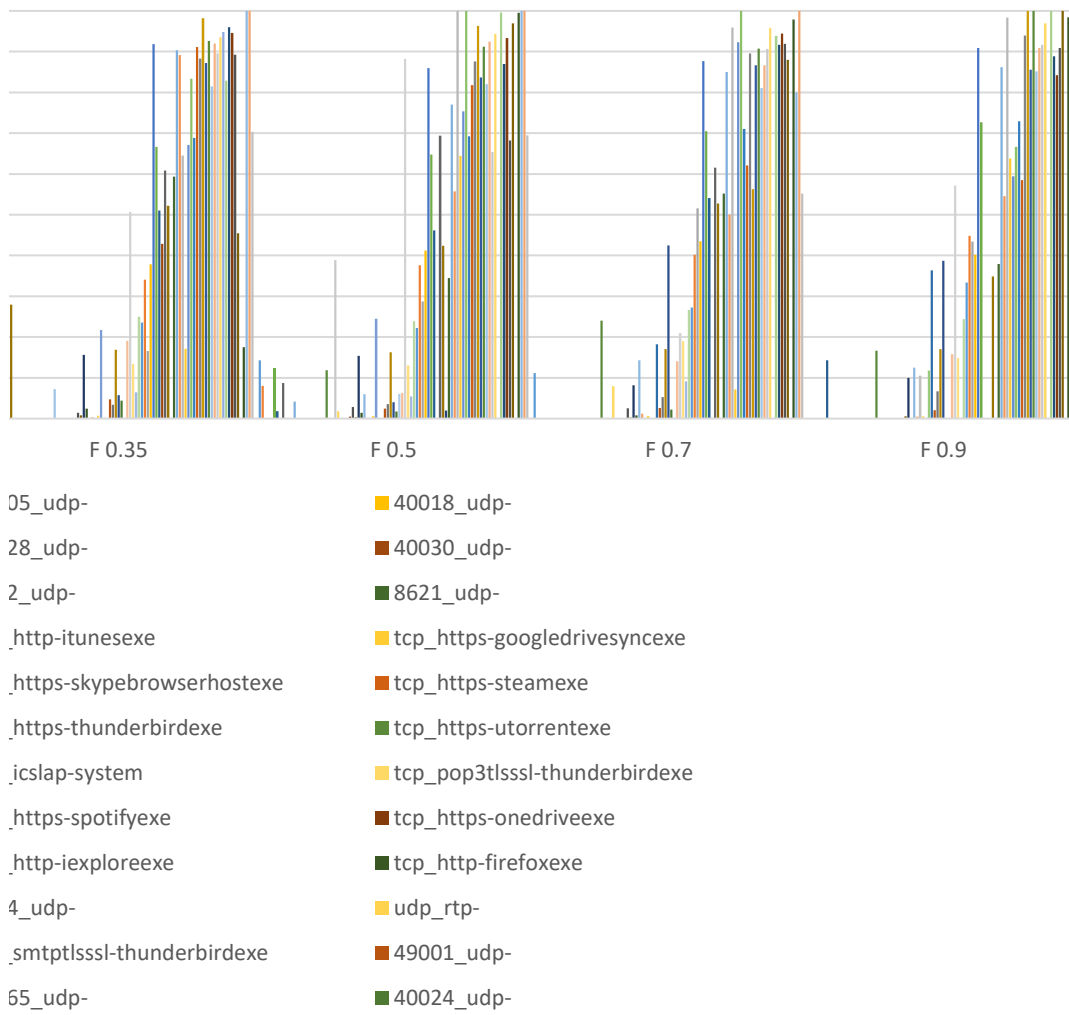 F 0.35 F 0.5 F 0.7 F 0.9
05_udp- 40018_udp-
28_udp- 40030_udp-
2_udp- 8621_udp-
_http-itunesexe tcp_https-googledrivesyncexe
_https-skypebrowserhostexe tcp_https-steamexe
_https-thunderbirdexe tcp_https-utorrentexe
_icslap-system tcp_pop3tlsssl-thunderbirdexe
_https-spotifyexe tcp_https-onedriveexe
_http-iexploreexe tcp_http-firefoxexe
4_udp- udp_rtp-
_smtptlsssl-thunderbirdexe 49001_udp-
65_udp- 40024_udp-